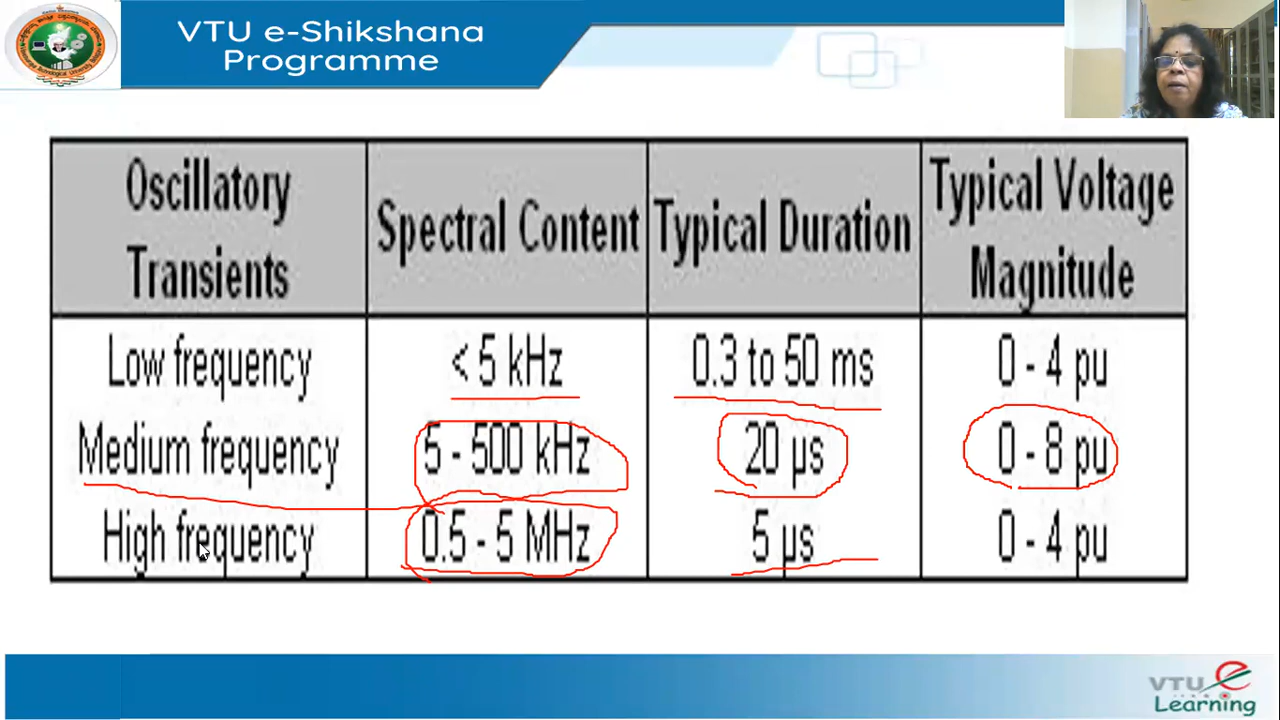 VTU e-Shikshana
Programme
Oscillatory
Transients
Spectral Content
Typical Duration
Typical Voltage
Magnitude
Low frequency
< 5 kHz
0.3 to 50 ms
0 - 4 pu
Medium frequency
5 - 500 kHz
20 µs
0 - 8 pu
High frequency
0.5 - 5 MHz
5 µs
0 - 4 pu
VTU e
Learning